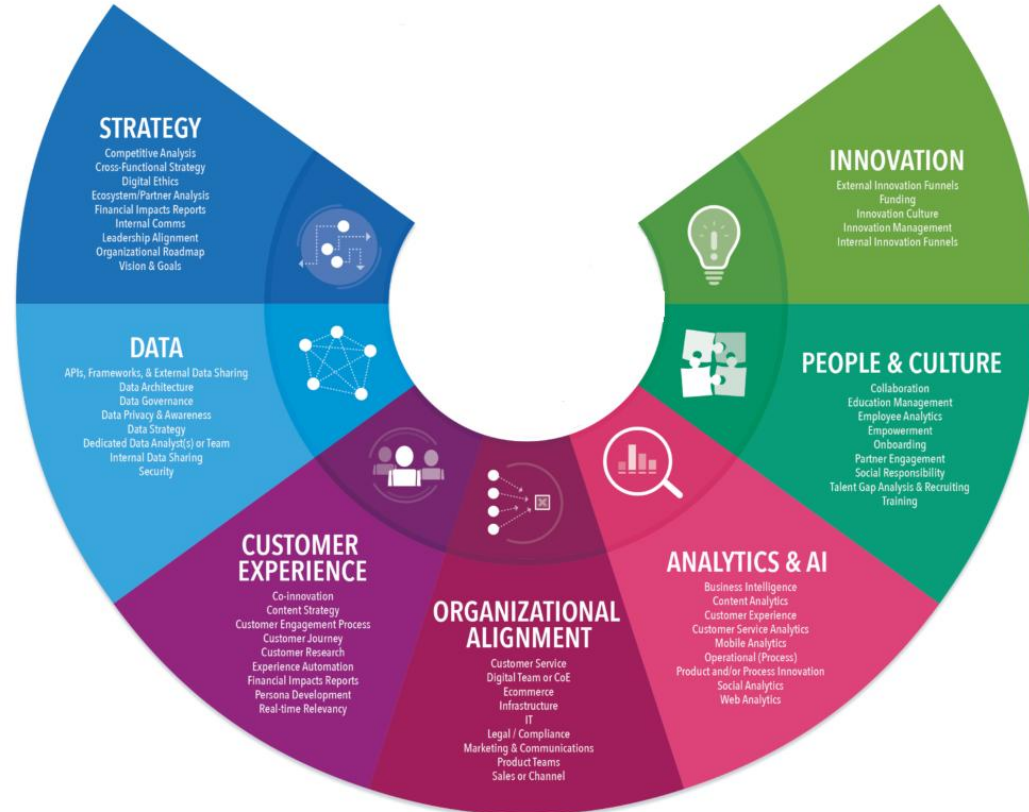 STRATEGY
Competitive Analysis
Cross-Functional Strategy
Digital Ethics
Ecosystem/Partner Analysis
Financial Impacts Reports
Internal Comms
Leadership Alignment
Organizational Roadmap
Vision & Goals
DATA
APIs, Frameworks, & External Data Sharing
Data Architecture
Data Governance
Data Privacy & Awareness
Data Strategy
Dedicated Data Analyst(s) or Team
Internal Data Sharing
Security
CUSTOMER
EXPERIENCE
Co-innovation
Content Strategy
Customer Engagement Process
Customer Journey
Customer Research
Experience Automation
Financial Impacts Reports
Persona Development
Real-time Relevancy
ORGANIZATIONAL
ALIGNMENT
Customer Service
Digital Team or CoE
Ecommerce
Infrastructure
IT
Legal / Compliance
Marketing & Communications
Product Teams
Sales or Channel
ANALYTICS & AI
Business Intelligence
Content Analytics
Customer Experience
Customer Service Analytics
Mobile Analytics
Operational (Process)
Product and/or Process Innovation
Social Analytics
Web Analytics
PEOPLE & CULTURE
Collaboration
Education Management
Employee Analytics
Empowerment
Onboarding
Partner Engagement
Social Responsibility
Talent Gap Analysis & Recruiting
Training
INNOVATION
External Innovation Funnels
Funding
Innovation Culture
Innovation Management
Internal Innovation Funnels